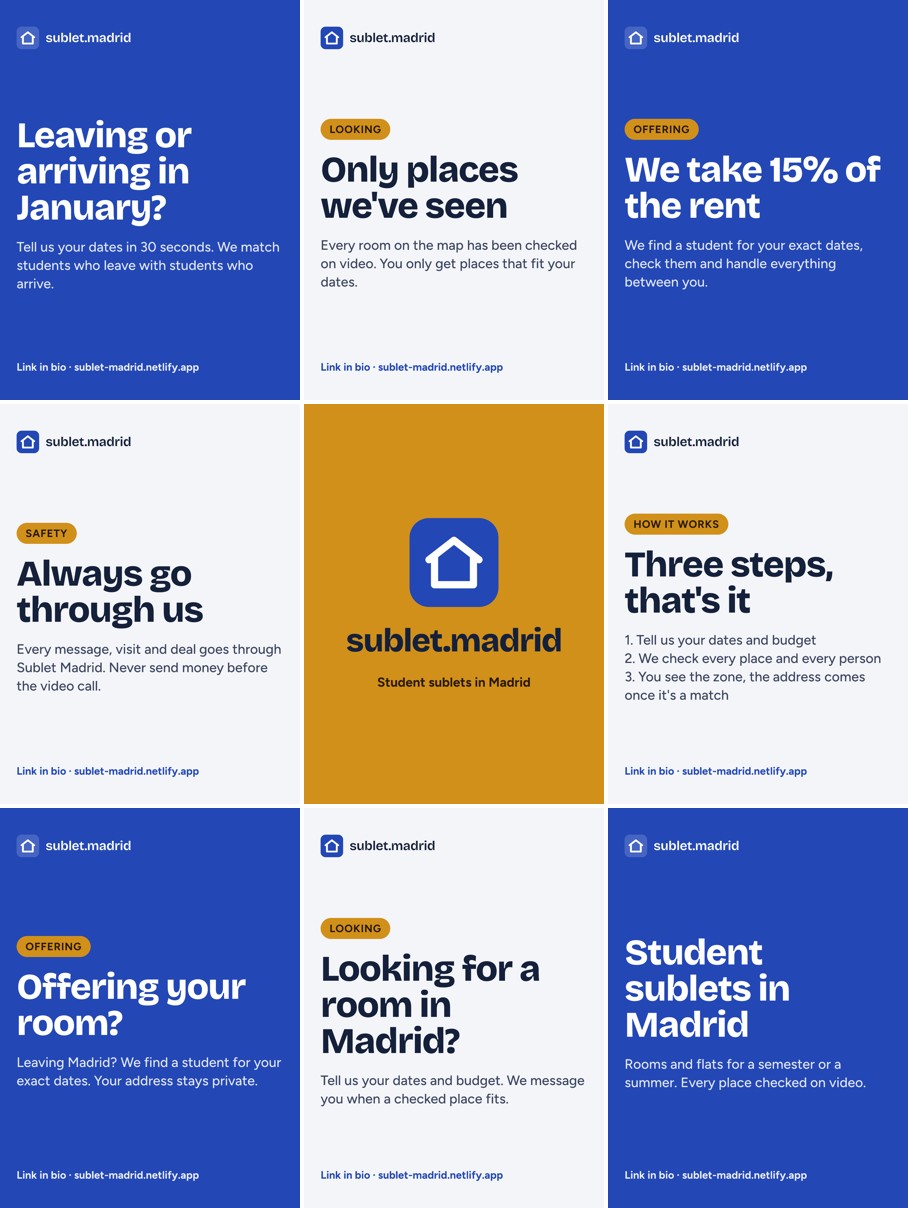 sublet.madrid
Leaving or
arriving in
January?
Tell us your dates in 30 seconds. We match
students who leave with students who
arrive.
Link in bio · sublet-madrid.netlify.app
sublet.madrid
LOOKING
Only places
we've seen
Every room on the map has been checked
on video. You only get places that fit your
dates.
Link in bio · sublet-madrid.netlify.app
sublet.madrid
OFFERING
We take 15% of
the rent
We find a student for your exact dates,
check them and handle everything
between you.
Link in bio · sublet-madrid.netlify.app
sublet.madrid
SAFETY
Always go
through us
Every message, visit and deal goes through
Sublet Madrid. Never send money before
the video call.
Link in bio · sublet-madrid.netlify.app
sublet.madrid
Student sublets in Madrid
sublet.madrid
HOW IT WORKS
Three steps,
that's it
1. Tell us your dates and budget
2. We check every place and every person
3. You see the zone, the address comes
once it's a match
Link in bio · sublet-madrid.netlify.app
sublet.madrid
OFFERING
Offering your
room?
Leaving Madrid? We find a student for your
exact dates. Your address stays private.
Link in bio · sublet-madrid.netlify.app
sublet.madrid
LOOKING
Looking for a
room in
Madrid?
Tell us your dates and budget. We message
you when a checked place fits.
Link in bio · sublet-madrid.netlify.app
sublet.madrid
Student
sublets in
Madrid
Rooms and flats for a semester or a
summer. Every place checked on video.
Link in bio · sublet-madrid.netlify.app